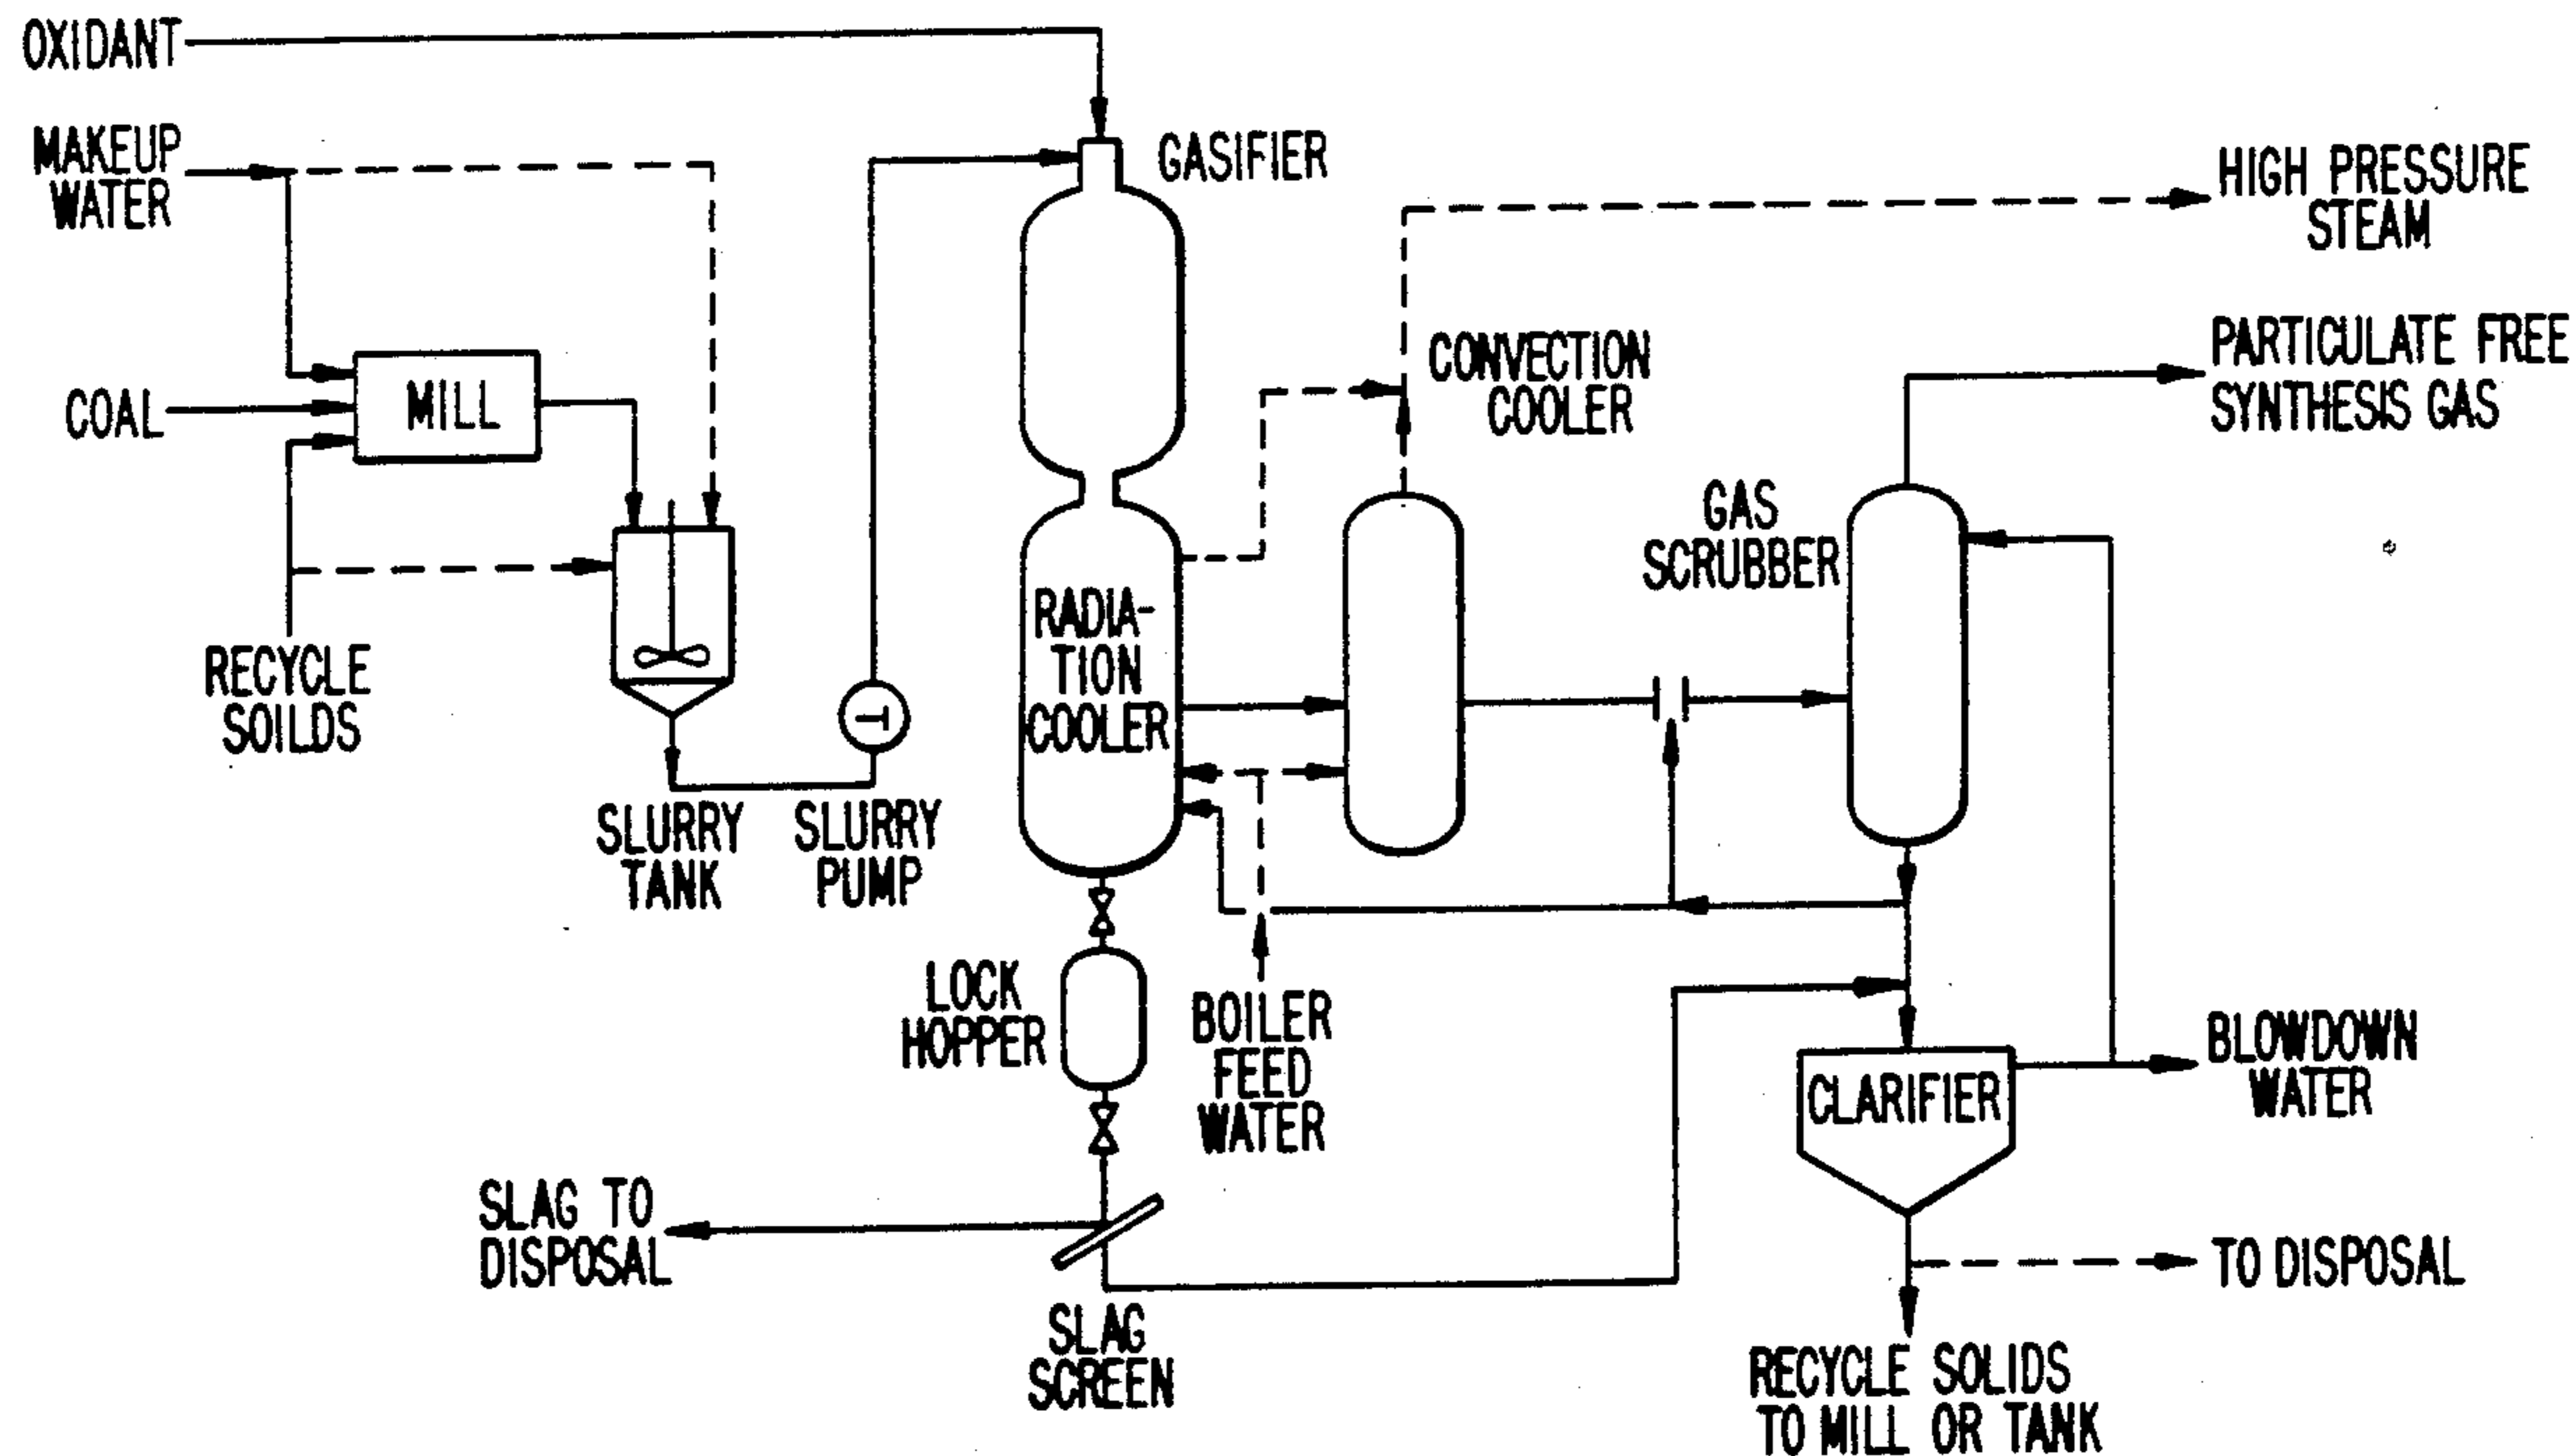 OXIDANT
MAKEUP
WATER
GASIFIER
HIGH PRESSURE
STEAM
PARTICULATE FREE
SYNTHESIS GAS
CONVECTION
COOLER
COAL
MILL
GAS
SCRUBBER
RADIA-
TION
COOLER
RECYCLE
SOILDS
T
SLURRY
TANK
SLURRY
PUMP
LOCK
HOPPER
BOILER
FEED
WATER
BLOWDOWN
WATER
CLARIFIER
SLAG TO
DISPOSAL
TO DISPOSAL
SLAG
SCREEN
RECYCLE SOLIDS
TO MILL OR TANK